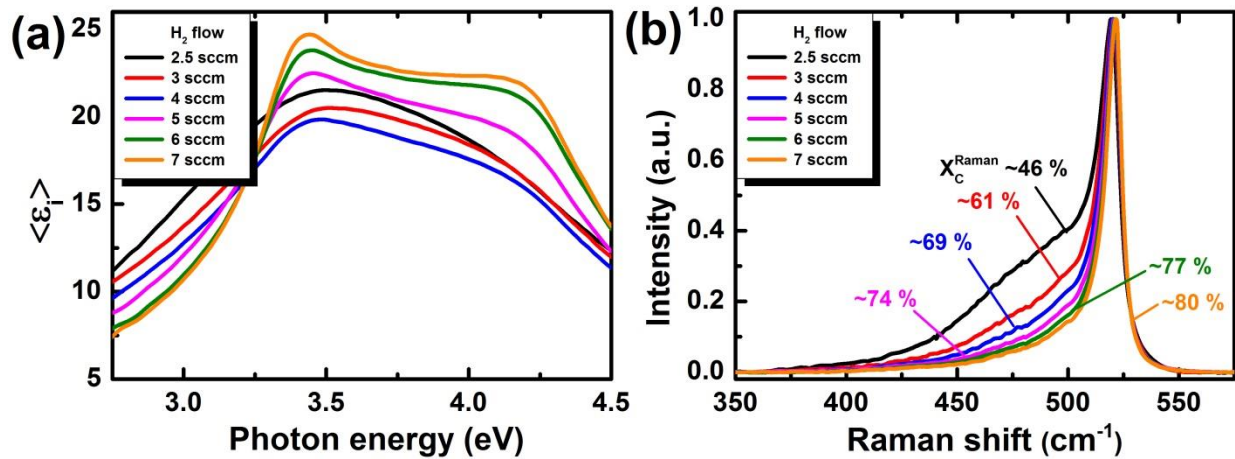 (a)
25
20
15
10
5
<εi>
H2 flow
2.5 sccm
3 sccm
4 sccm
5 sccm
6 sccm
7 sccm
3.0 3.5 4.0 4.5
Photon energy (eV)
(b)
1.0
0.8
0.6
0.4
0.2
0.0
Intensity (a.u.)
H2 flow
2.5 sccm
3 sccm
4 sccm
5 sccm
6 sccm
7 sccm
XC^Raman ~46 %
~61 %
~69 %
~77 %
~74 %
~80 %
350 400 450 500 550
Raman shift (cm-1)